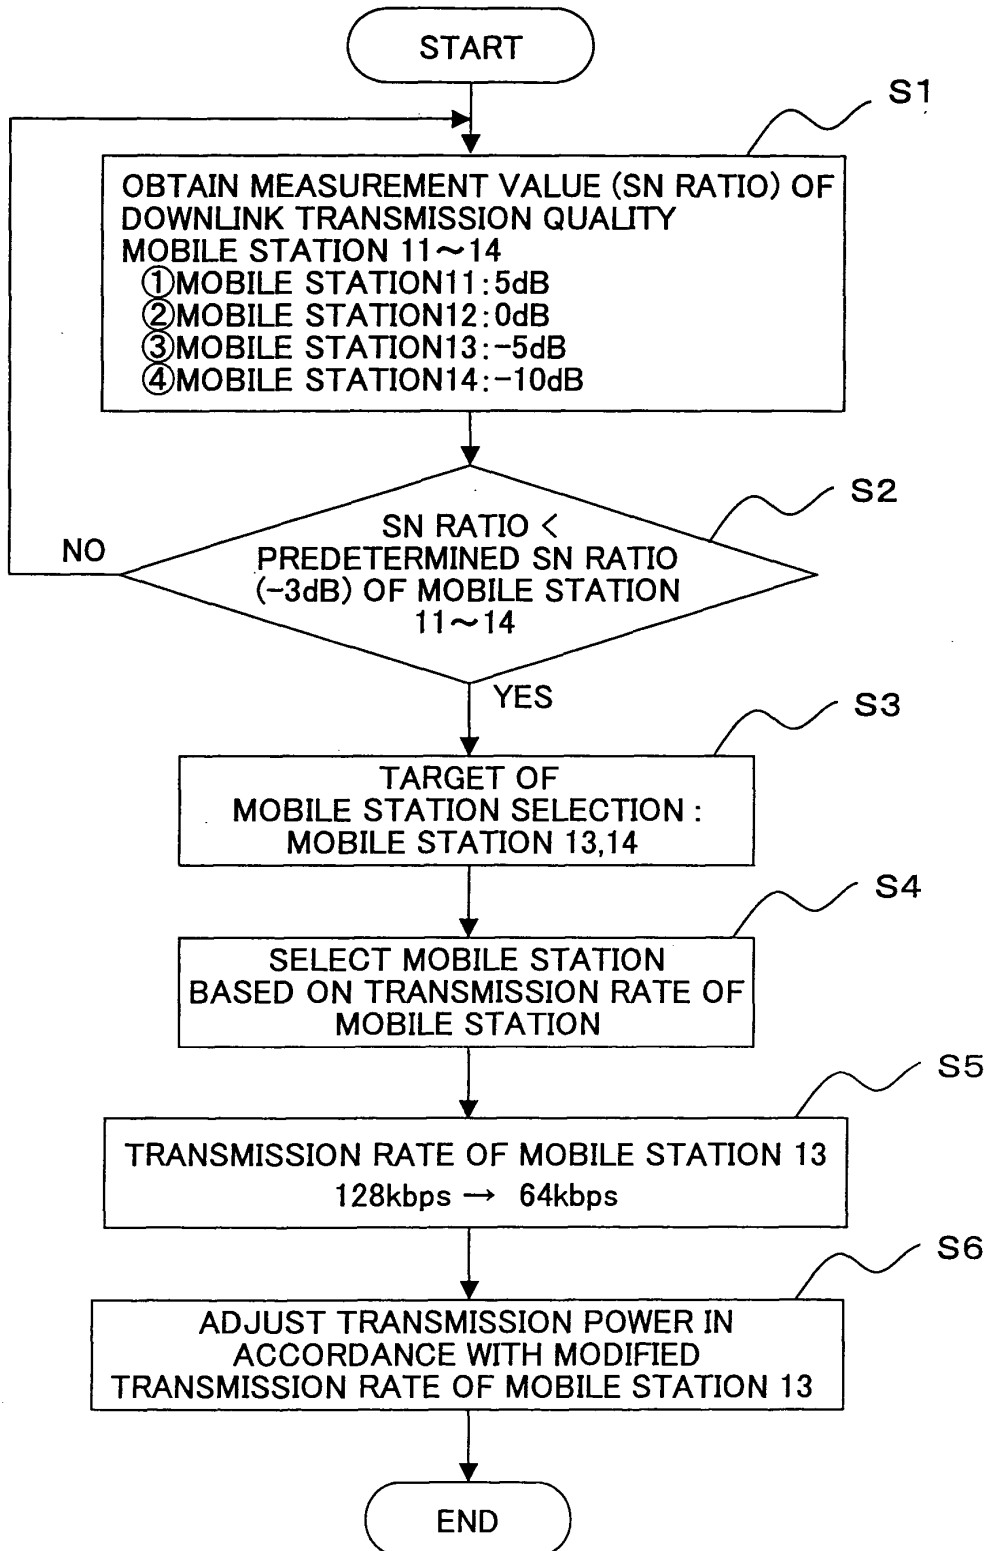 START
S1
OBTAIN MEASUREMENT VALUE (SN RATIO) OF
DOWNLINK TRANSMISSION QUALITY
MOBILE STATION 11~14
①MOBILE STATION11:5dB
②MOBILE STATION12:0dB
③MOBILE STATION13:-5dB
④MOBILE STATION14:-10dB
S2
SN RATIO <
PREDETERMINED SN RATIO
(-3dB) OF MOBILE STATION
11~14
NO
YES
S3
TARGET OF
MOBILE STATION SELECTION :
MOBILE STATION 13,14
S4
SELECT MOBILE STATION
BASED ON TRANSMISSION RATE OF
MOBILE STATION
S5
TRANSMISSION RATE OF MOBILE STATION 13
128kbps → 64kbps
S6
ADJUST TRANSMISSION POWER IN
ACCORDANCE WITH MODIFIED
TRANSMISSION RATE OF MOBILE STATION 13
END